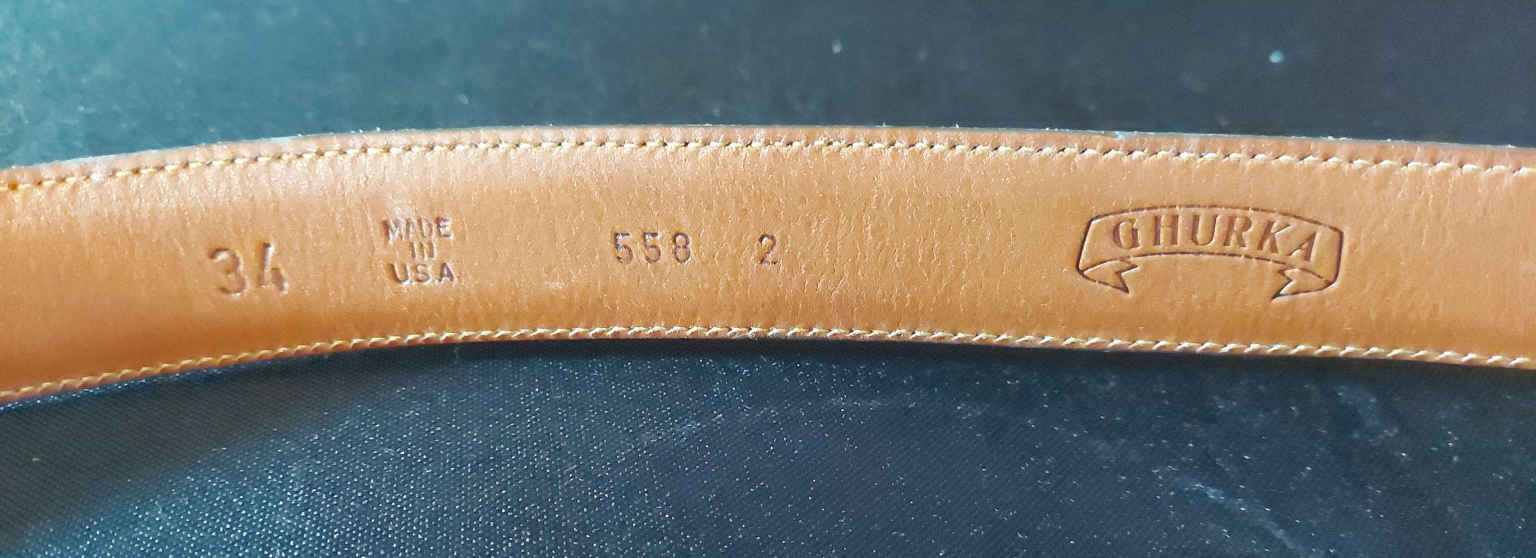 34
MADE
IN
U.S.A.
558 2
GHURKA